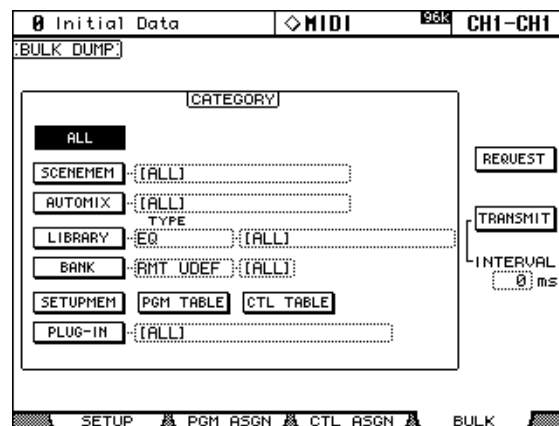 0 Initial Data ◇MIDI 96K CH1-CH1
BULK DUMP
CATEGORY
ALL
REQUEST
SCENEMEM [ALL]
AUTOMIX [ALL]
TRANSMIT
TYPE
LIBRARY EQ [ALL]
INTERVAL
BANK RMT UDEF [ALL]
0 ms
SETUPMEM PGM TABLE CTL TABLE
PLUG-IN [ALL]
SETUP PGM ASGN CTL ASGN BULK